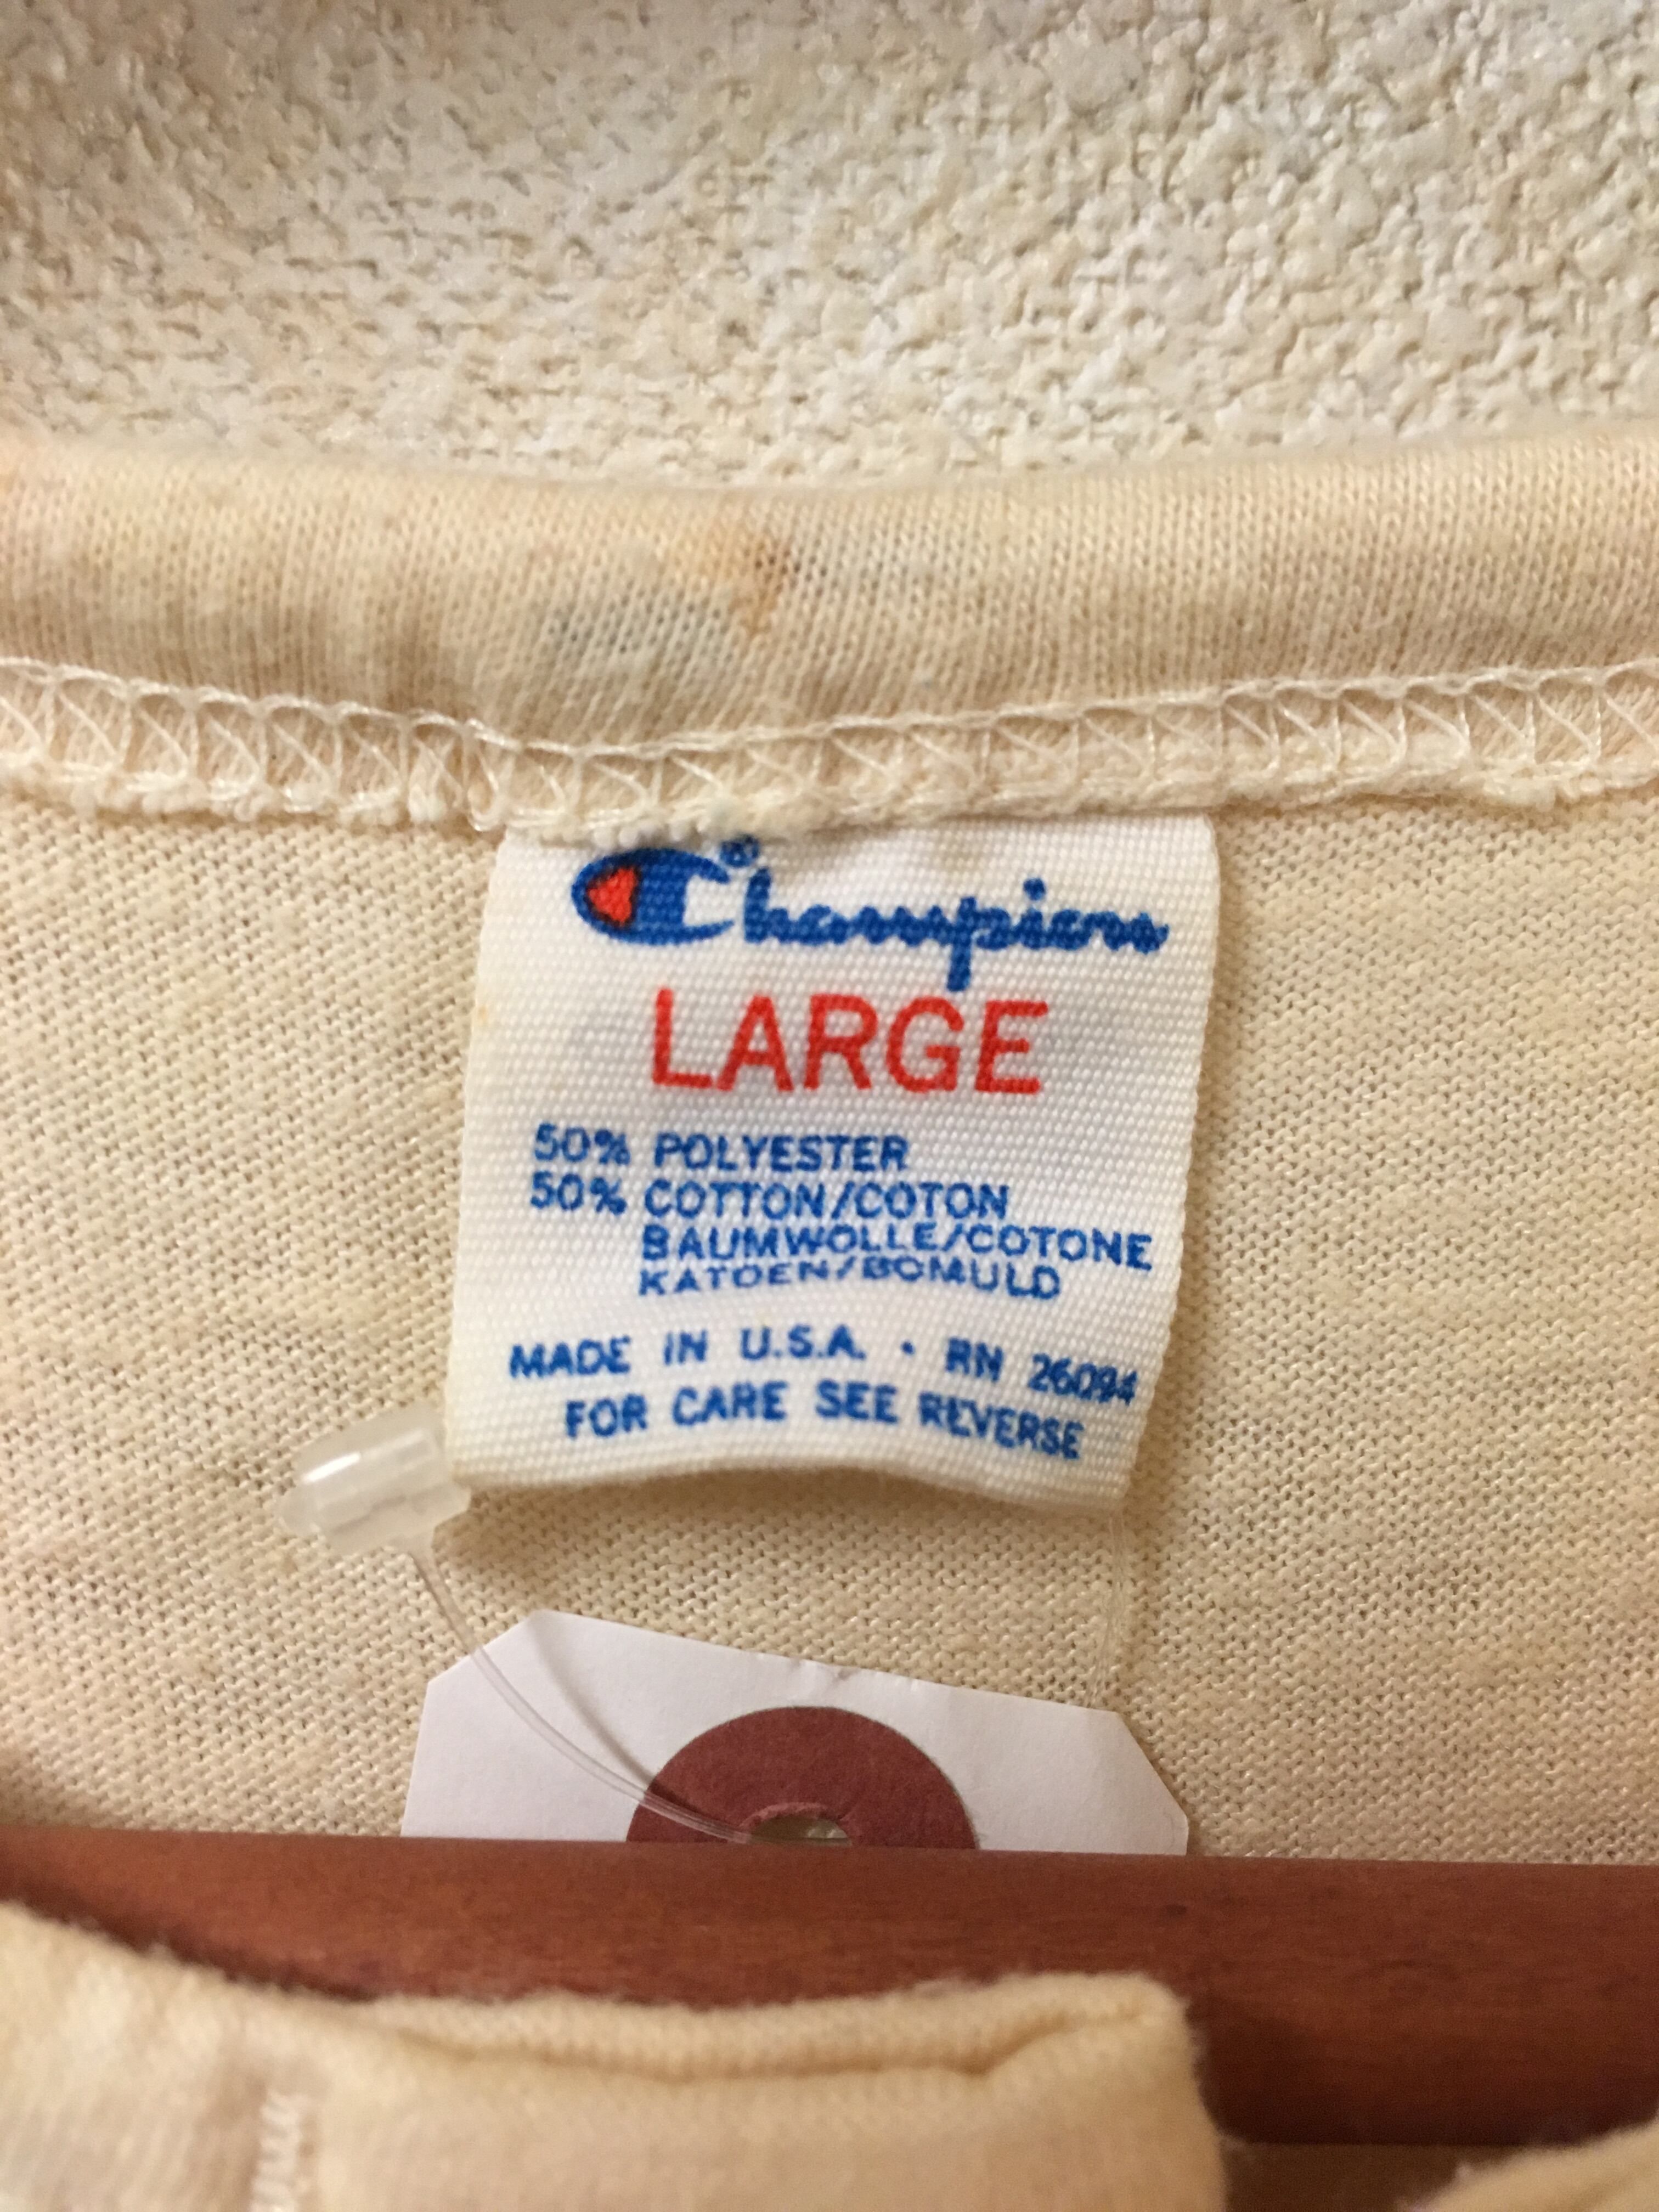 Champion®
LARGE
50% POLYESTER
50% COTTON/COTON
BAUMWOLLE/COTONE
KATOEN/BOMULD
MADE IN U.S.A. · RN 26094
FOR CARE SEE REVERSE